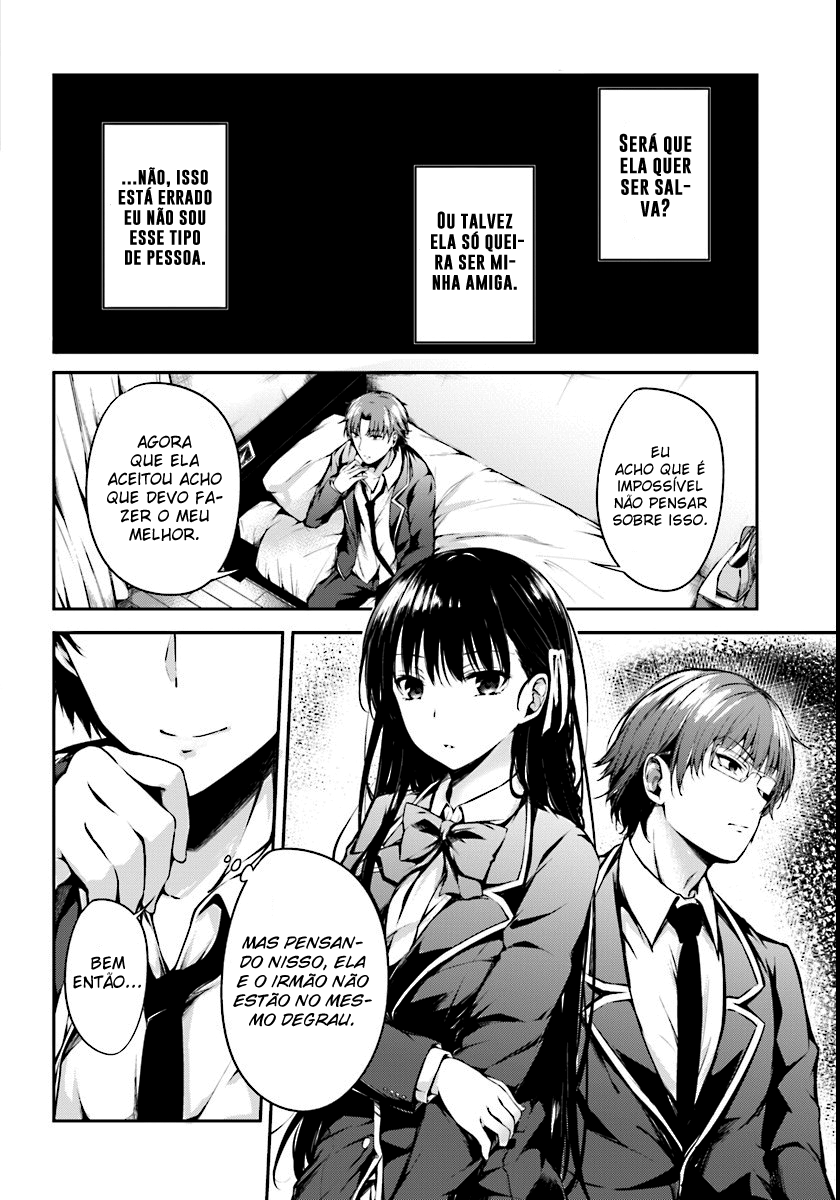 SERÁ QUE
ELA QUER
SER SAL-
VA?
OU TALVEZ
ELA SÓ QUEI-
RA SER MI-
NHA AMIGA.
...NÃO, ISSO
ESTÁ ERRADO
EU NÃO SOU
ESSE TIPO
DE PESSOA.
EU
ACHO QUE É
IMPOSSÍVEL
NÃO PENSAR
SOBRE ISSO.
AGORA
QUE ELA
ACEITOU ACHO
QUE DEVO FA-
ZER O MEU
MELHOR.
MAS PENSAN-
DO NISSO, ELA
E O IRMÃO NÃO
ESTÃO NO MES-
MO DEGRAU.
BEM
ENTÃO...